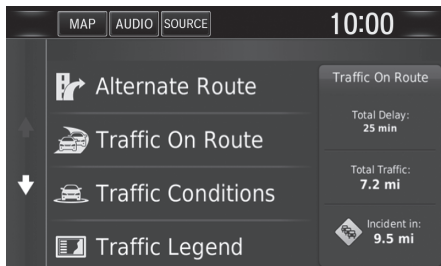 MAP AUDIO SOURCE 10:00
Alternate Route
Traffic On Route
Traffic Conditions
Traffic Legend
Traffic On Route
Total Delay:
25 min
Total Traffic:
7.2 mi
Incident in:
9.5 mi